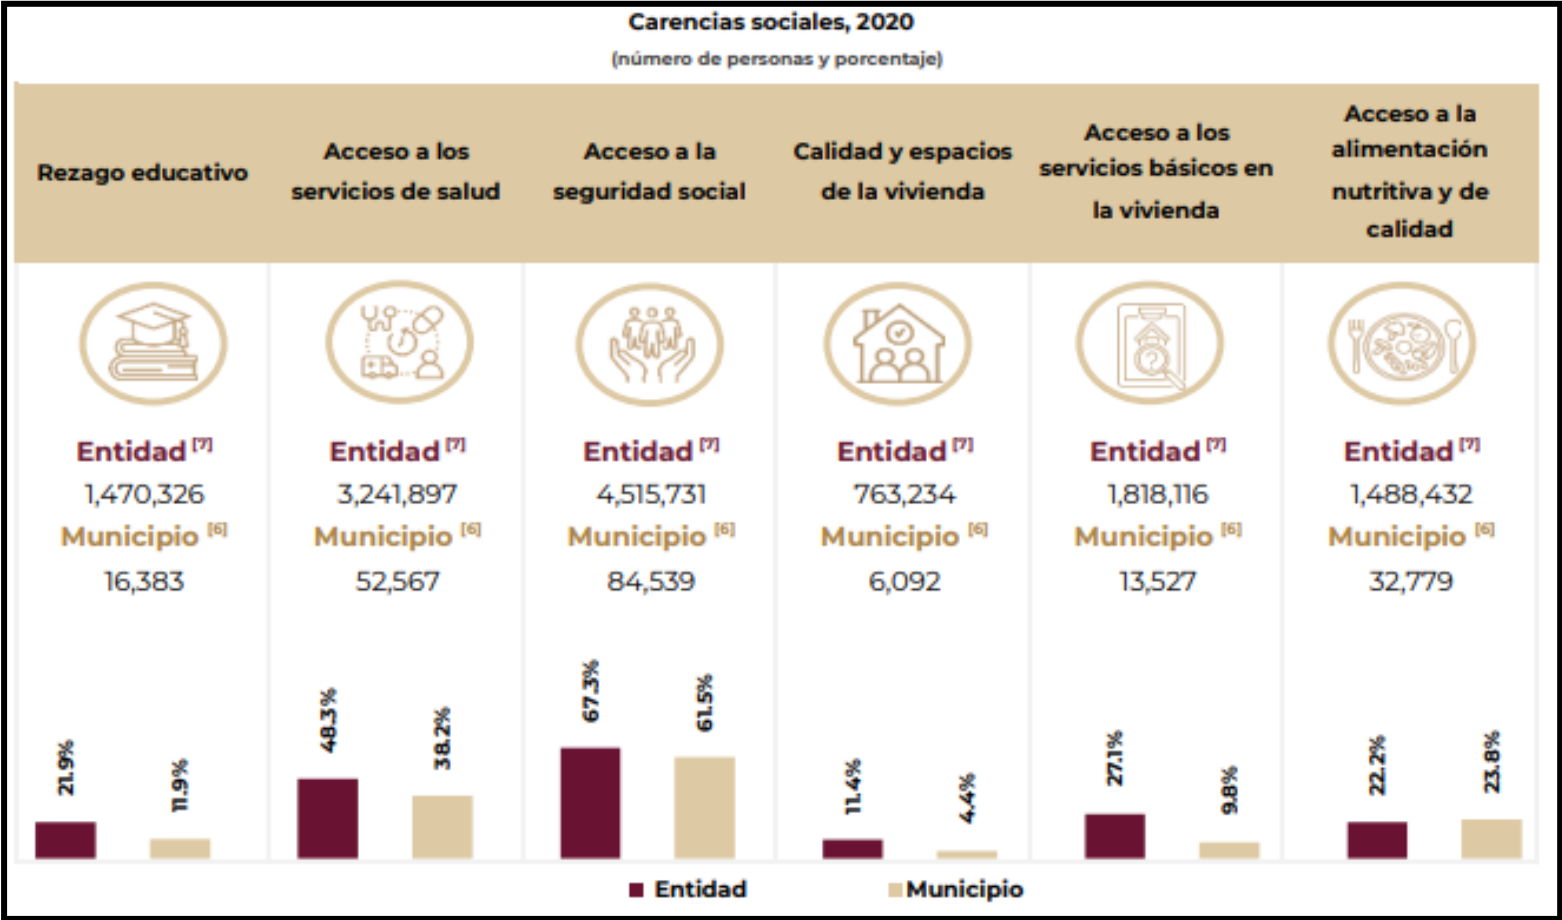 Carencias sociales, 2020
(número de personas y porcentaje)
Rezago educativo
Acceso a los
servicios de salud
Acceso a la
seguridad social
Calidad y espacios
de la vivienda
Acceso a los
servicios básicos en
la vivienda
Acceso a la
alimentación
nutritiva y de
calidad
Entidad [7]
1,470,326
Municipio [6]
16,383
21.9%
11.9%
Entidad [7]
3,241,897
Municipio [6]
52,567
48.3%
38.2%
Entidad [7]
4,515,731
Municipio [6]
84,539
67.3%
61.5%
Entidad [7]
763,234
Municipio [6]
6,092
11.4%
4.4%
Entidad [7]
1,818,116
Municipio [6]
13,527
27.1%
9.8%
Entidad [7]
1,488,432
Municipio [6]
32,779
22.2%
23.8%
Entidad
Municipio